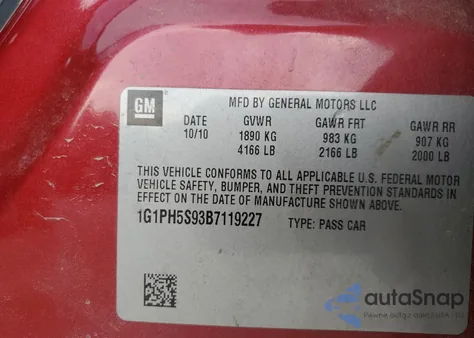 GM
MFD BY GENERAL MOTORS LLC
DATE GVWR GAWR FRT GAWR RR
10/10 1890 KG 983 KG 907 KG
4166 LB 2166 LB 2000 LB
THIS VEHICLE CONFORMS TO ALL APPLICABLE U.S. FEDERAL MOTOR
VEHICLE SAFETY, BUMPER, AND THEFT PREVENTION STANDARDS IN
EFFECT ON THE DATE OF MANUFACTURE SHOWN ABOVE.
1G1PH5S93B7119227 TYPE: PASS CAR
autoSnap